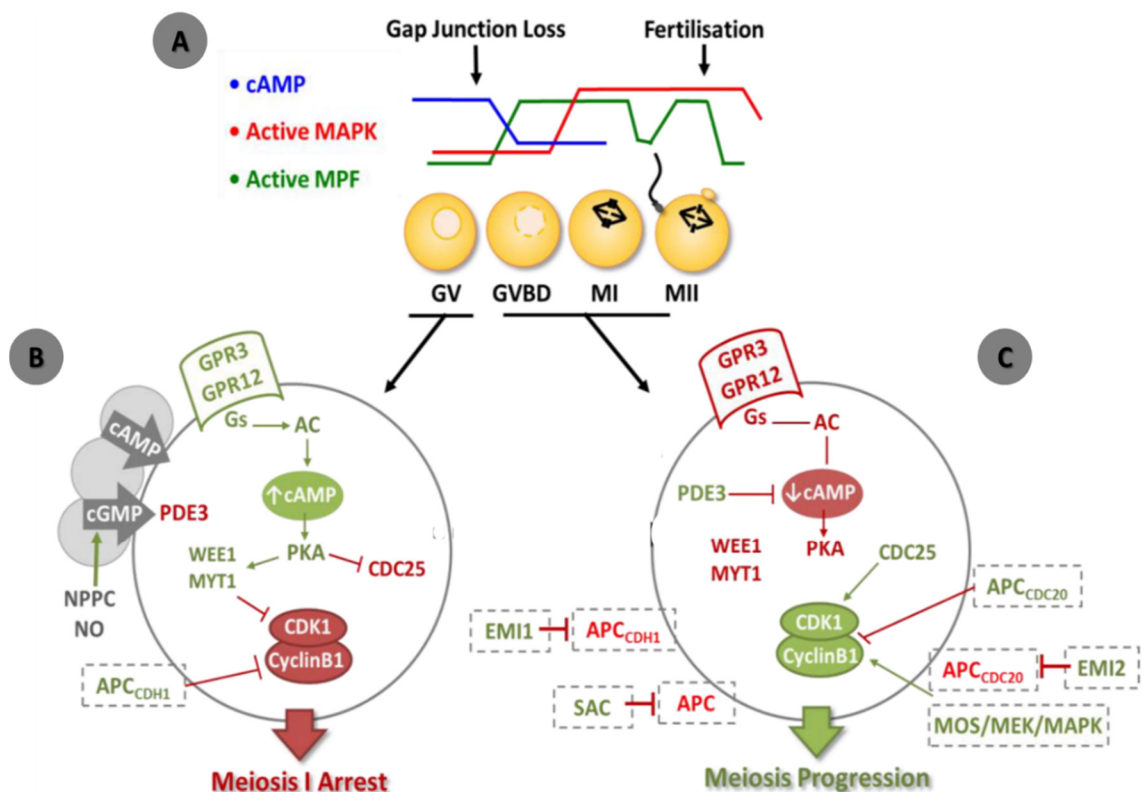 A
Gap Junction Loss
Fertilisation
• cAMP
• Active MAPK
• Active MPF
GV GVBD MI MII
B
GPR3
GPR12
Gs AC
cAMP
↑cAMP
cGMP PDE3
PKA
WEE1
MYT1
CDC25
NPPC
NO
CDK1
CyclinB1
APCCDH1
Meiosis I Arrest
C
GPR3
GPR12
Gs AC
PDE3 ↓cAMP
WEE1
MYT1
PKA
CDC25
APCCDC20
CDK1
CyclinB1
EMI1 APCCDH1
APCCDC20 EMI2
SAC APC
MOS/MEK/MAPK
Meiosis Progression